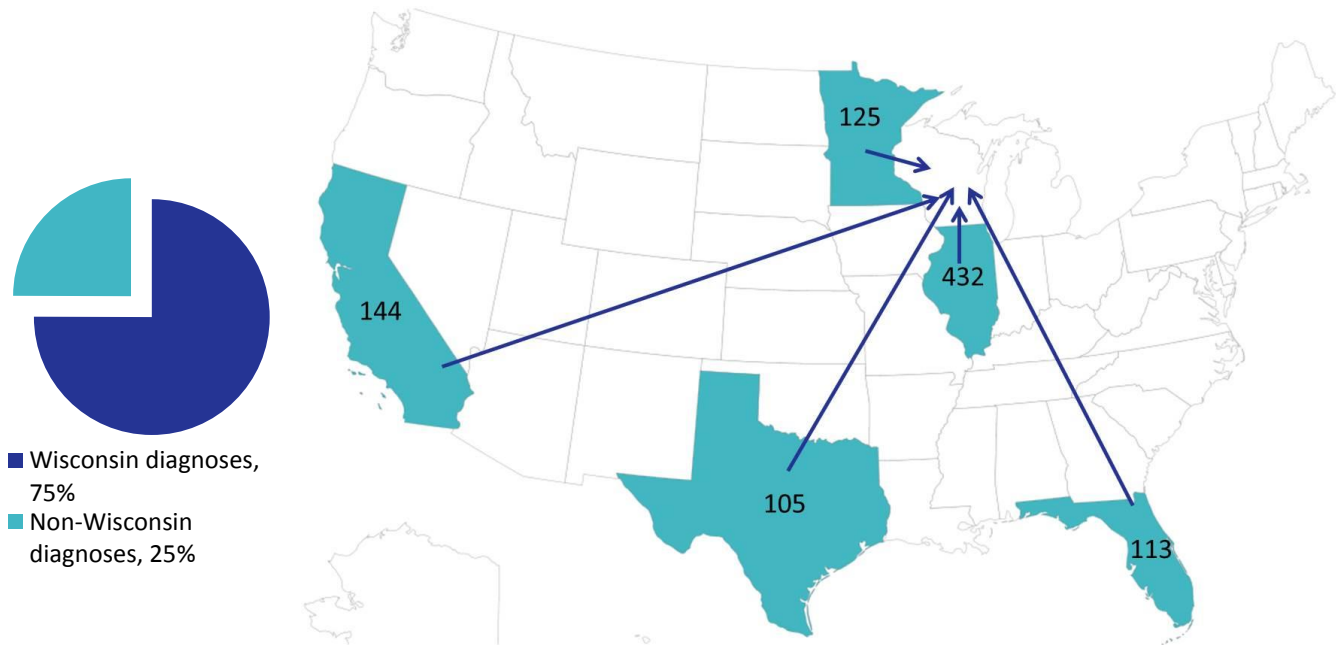 125
432
144
105
113
Wisconsin diagnoses,
75%
Non-Wisconsin
diagnoses, 25%